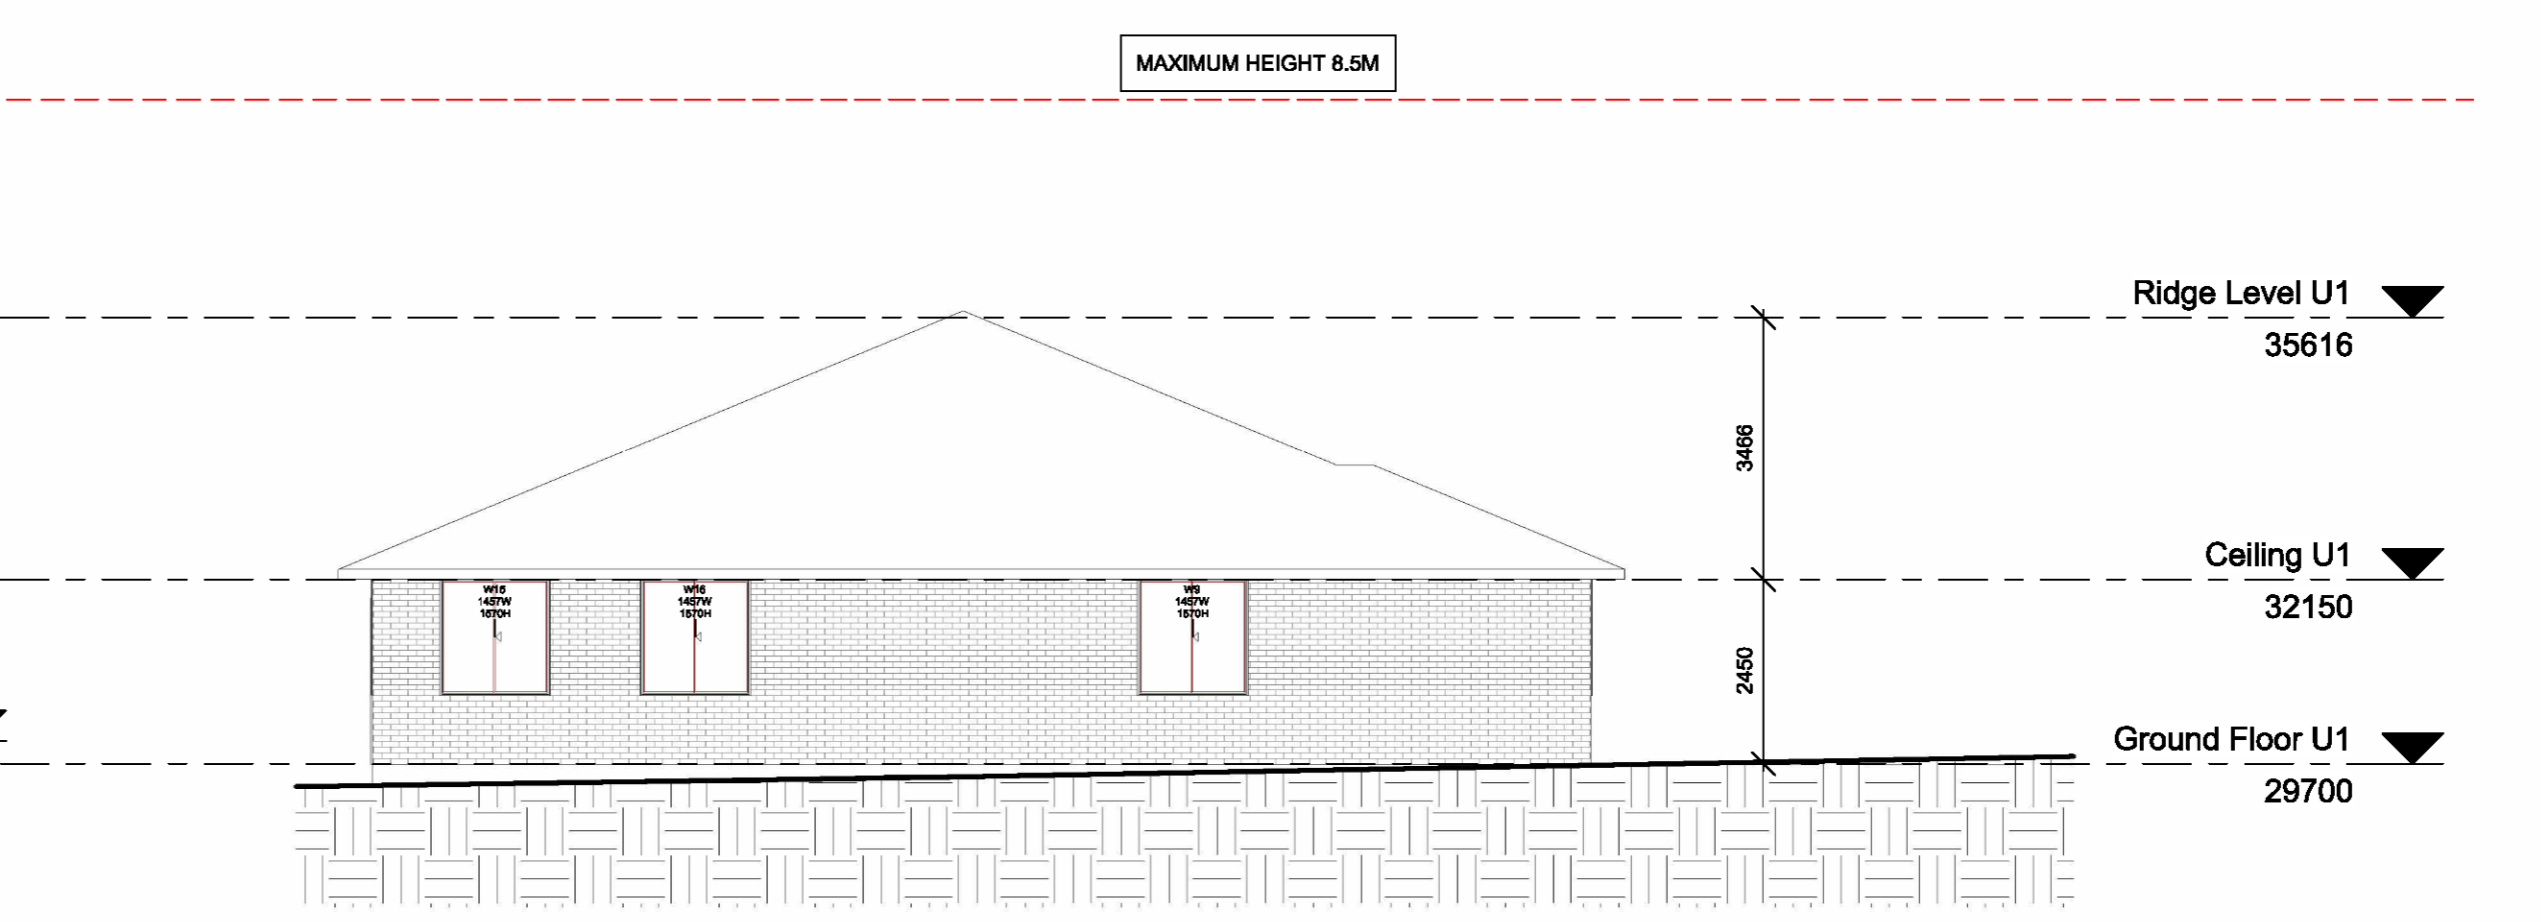 MAXIMUM HEIGHT 8.5M
Ridge Level U1
35616
3466
Ceiling U1
32150
W15
1457W
1570H
W16
1457W
1570H
W9
1457W
1570H
2450
Ground Floor U1
29700